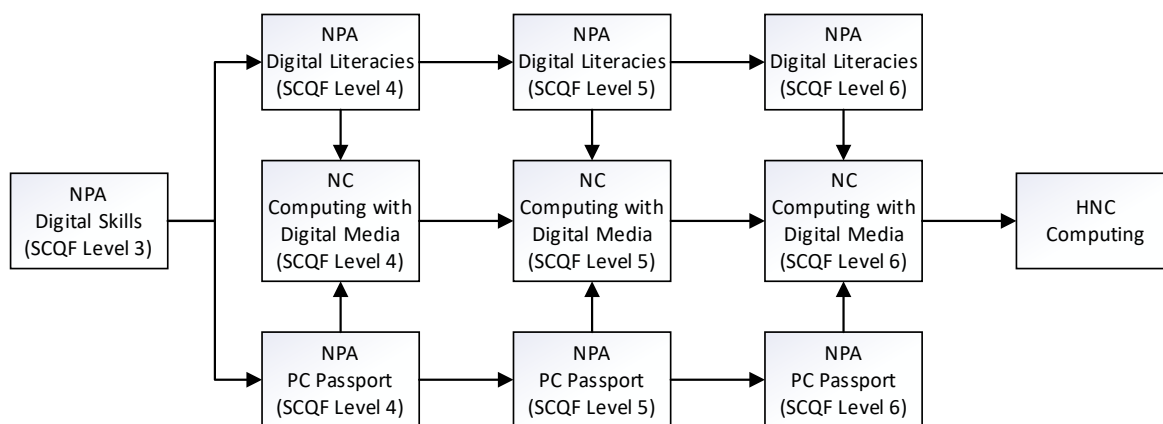 NPA
Digital Literacies
(SCQF Level 4)
NPA
Digital Literacies
(SCQF Level 5)
NPA
Digital Literacies
(SCQF Level 6)
NPA
Digital Skills
(SCQF Level 3)
NC
Computing with
Digital Media
(SCQF Level 4)
NC
Computing with
Digital Media
(SCQF Level 5)
NC
Computing with
Digital Media
(SCQF Level 6)
HNC
Computing
NPA
PC Passport
(SCQF Level 4)
NPA
PC Passport
(SCQF Level 5)
NPA
PC Passport
(SCQF Level 6)